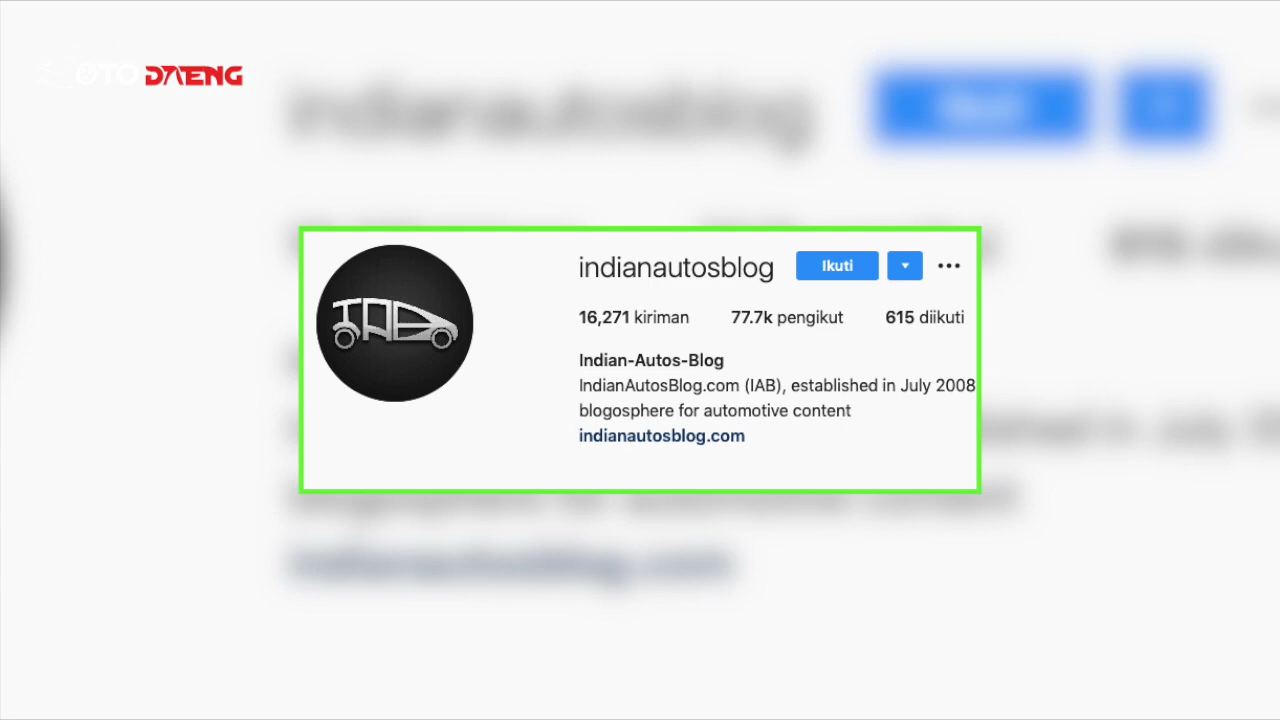 OTO DAENG
indianautosblog Ikuti
16,271 kiriman 77.7k pengikut 615 diikuti
Indian-Autos-Blog
IndianAutosBlog.com (IAB), established in July 2008
blogosphere for automotive content
indianautosblog.com